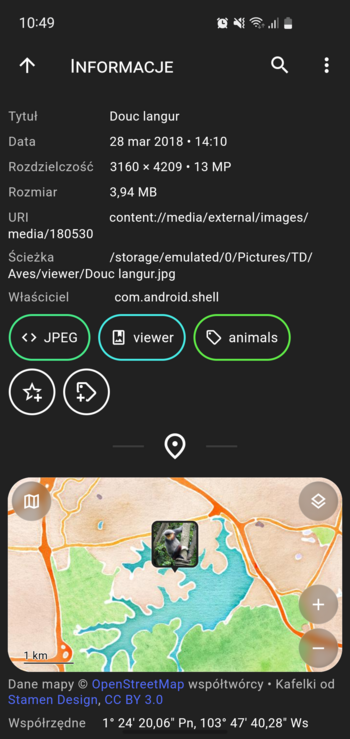 10:49
INFORMACJE
Tytuł Douc langur
Data 28 mar 2018 • 14:10
Rozdzielczość 3160 × 4209 • 13 MP
Rozmiar 3,94 MB
URI content://media/external/images/
media/180530
Ścieżka /storage/emulated/0/Pictures/TD/
Aves/viewer/Douc langur.jpg
Właściciel com.android.shell
JPEG viewer animals
1 km
Dane mapy © OpenStreetMap współtwórcy • Kafelki od
Stamen Design, CC BY 3.0
Współrzędne 1° 24′ 20,06″ Pn, 103° 47′ 40,28″ Ws